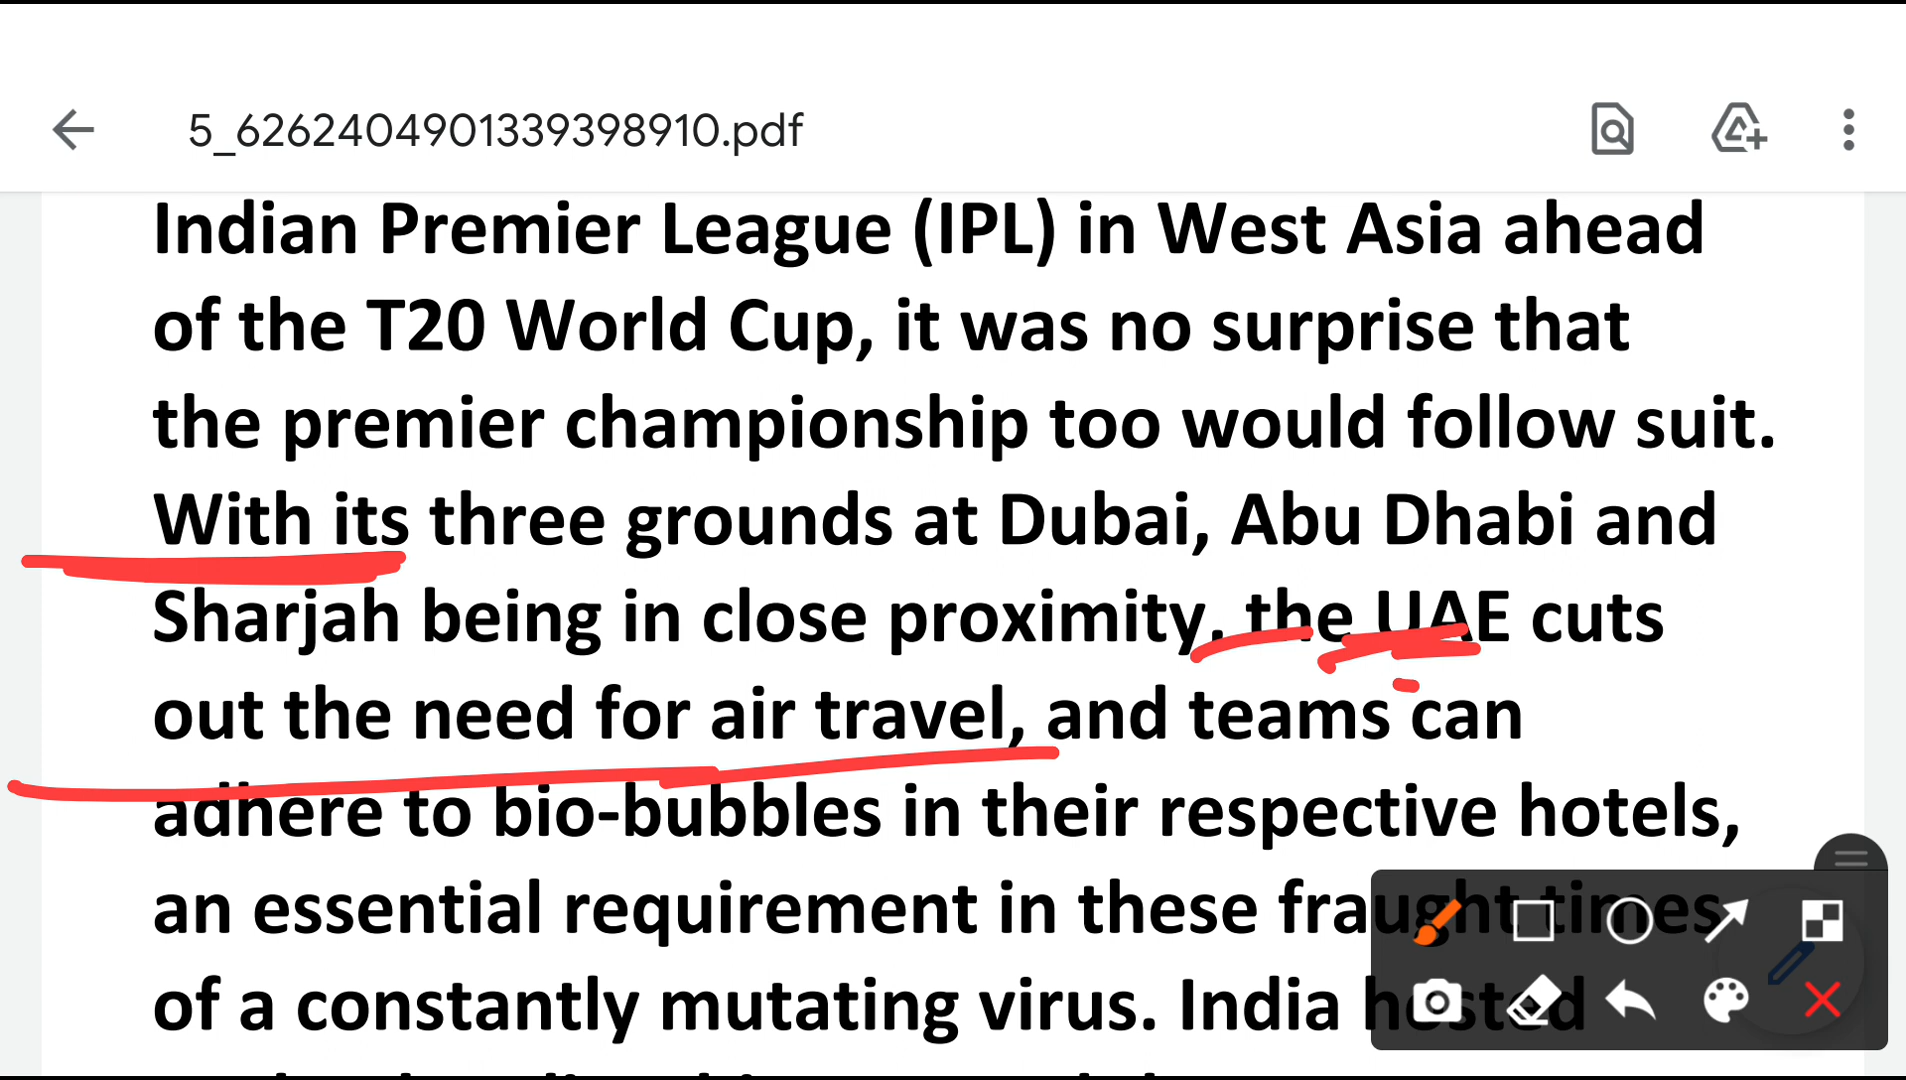 5_6262404901339398910.pdf
Indian Premier League (IPL) in West Asia ahead
of the T20 World Cup, it was no surprise that
the premier championship too would follow suit.
With its three grounds at Dubai, Abu Dhabi and
Sharjah being in close proximity, the UAE cuts
out the need for air travel, and teams can
adhere to bio-bubbles in their respective hotels,
an essential requirement in these fraught times
of a constantly mutating virus. India hosted